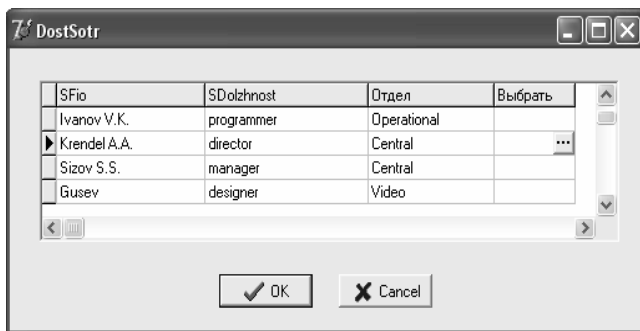 DostSotr
SFio SDolzhnost Отдел Выбрать
Ivanov V.K. programmer Operational
Krendel A.A. director Central ...
Sizov S.S. manager Central
Gusev designer Video
OK Cancel